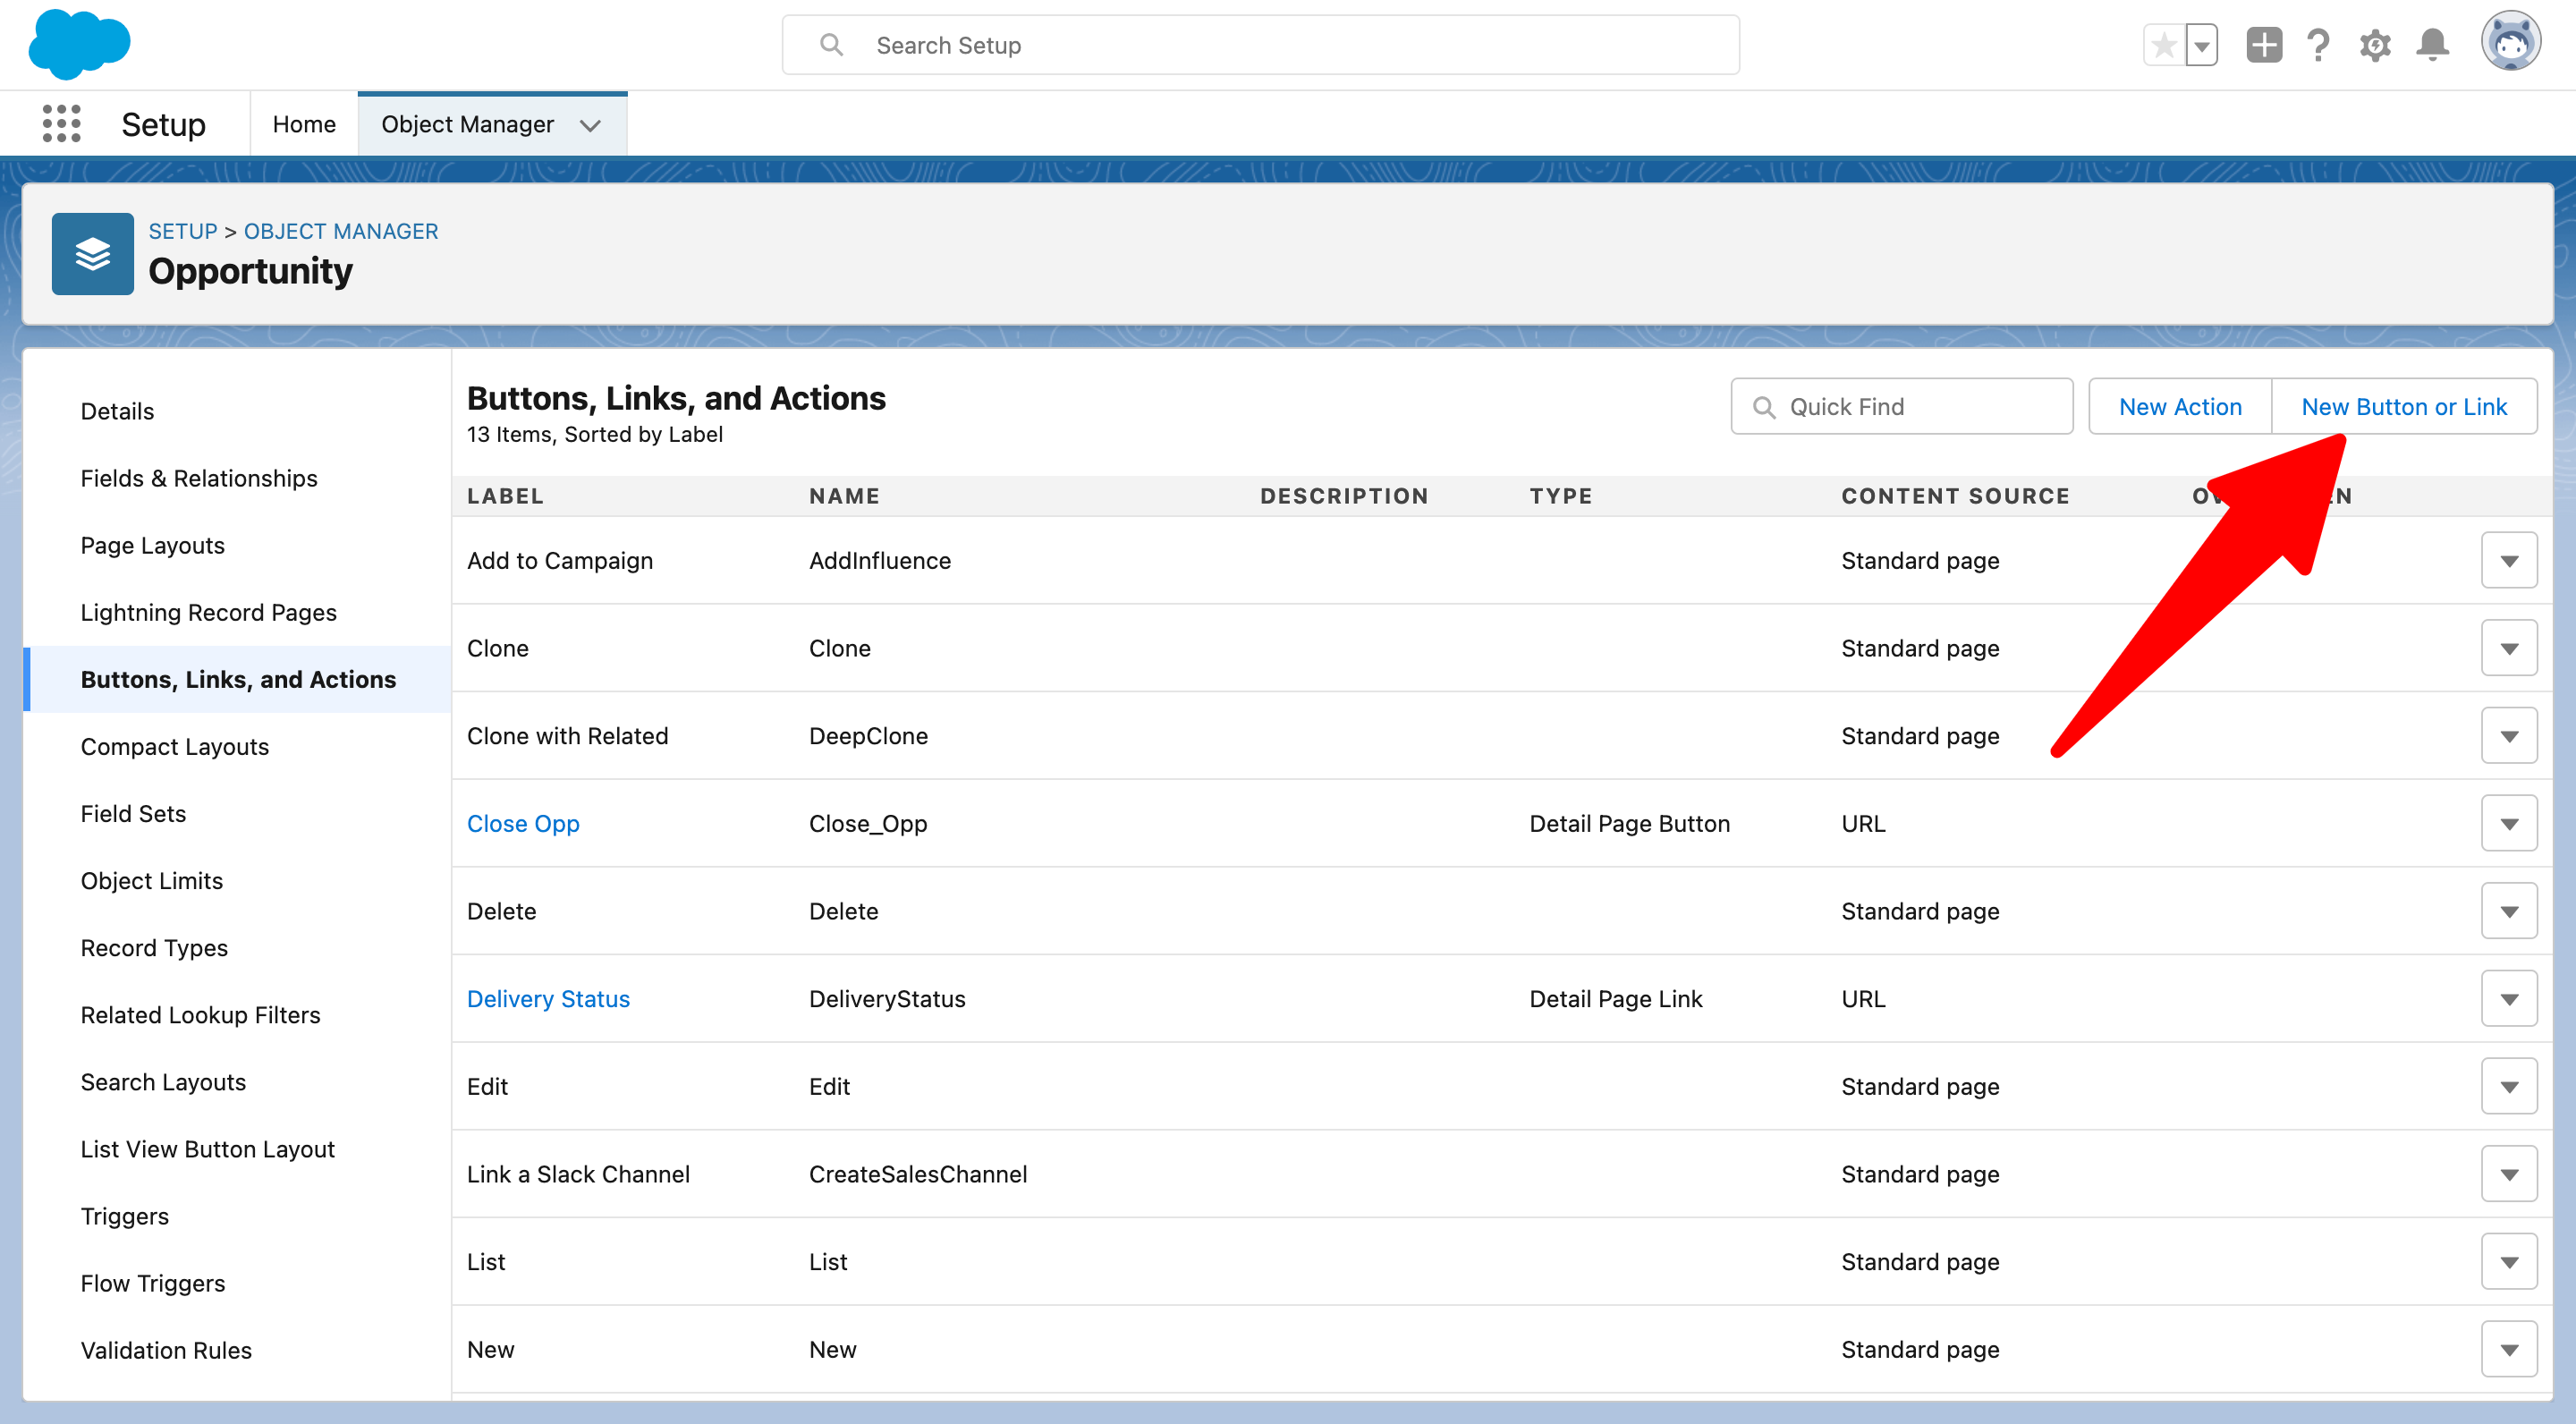 Search Setup
Setup
Home
Object Manager
SETUP > OBJECT MANAGER
Opportunity
Details
Fields & Relationships
Page Layouts
Lightning Record Pages
Buttons, Links, and Actions
Compact Layouts
Field Sets
Object Limits
Record Types
Related Lookup Filters
Search Layouts
List View Button Layout
Triggers
Flow Triggers
Validation Rules
Buttons, Links, and Actions
13 Items, Sorted by Label
Quick Find
New Action
New Button or Link
LABEL NAME DESCRIPTION TYPE CONTENT SOURCE
Add to Campaign AddInfluence Standard page
Clone Clone Standard page
Clone with Related DeepClone Standard page
Close Opp Close_Opp Detail Page Button URL
Delete Delete Standard page
Delivery Status DeliveryStatus Detail Page Link URL
Edit Edit Standard page
Link a Slack Channel CreateSalesChannel Standard page
List List Standard page
New New Standard page